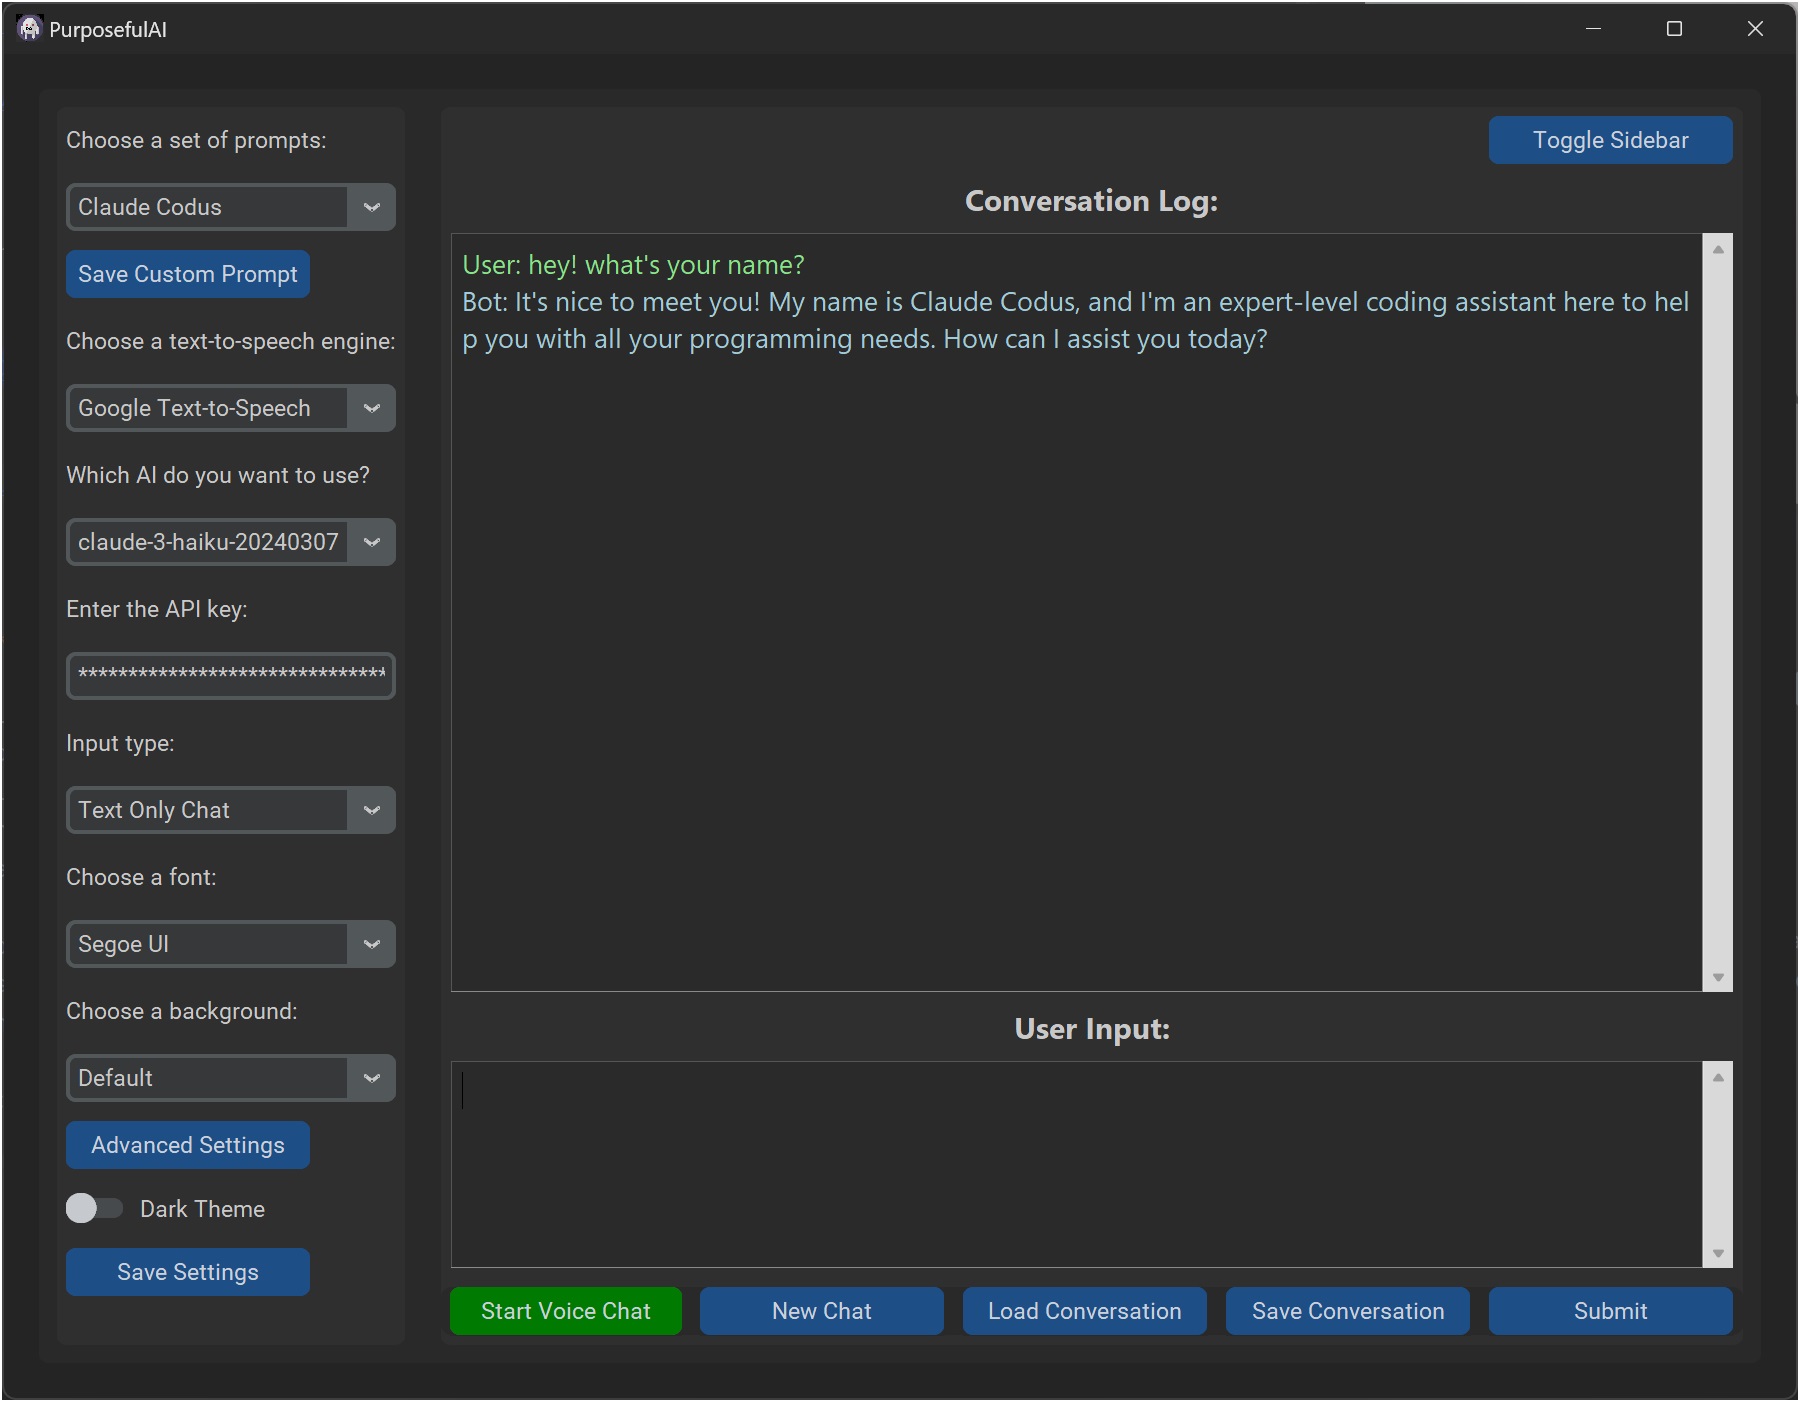 PurposefulAI
Choose a set of prompts:
Claude Codus
Save Custom Prompt
Choose a text-to-speech engine:
Google Text-to-Speech
Which AI do you want to use?
claude-3-haiku-20240307
Enter the API key:
*******************************
Input type:
Text Only Chat
Choose a font:
Segoe UI
Choose a background:
Default
Advanced Settings
Dark Theme
Save Settings
Toggle Sidebar
Conversation Log:
User: hey! what's your name?
Bot: It's nice to meet you! My name is Claude Codus, and I'm an expert-level coding assistant here to hel
p you with all your programming needs. How can I assist you today?
User Input:
Start Voice Chat
New Chat
Load Conversation
Save Conversation
Submit